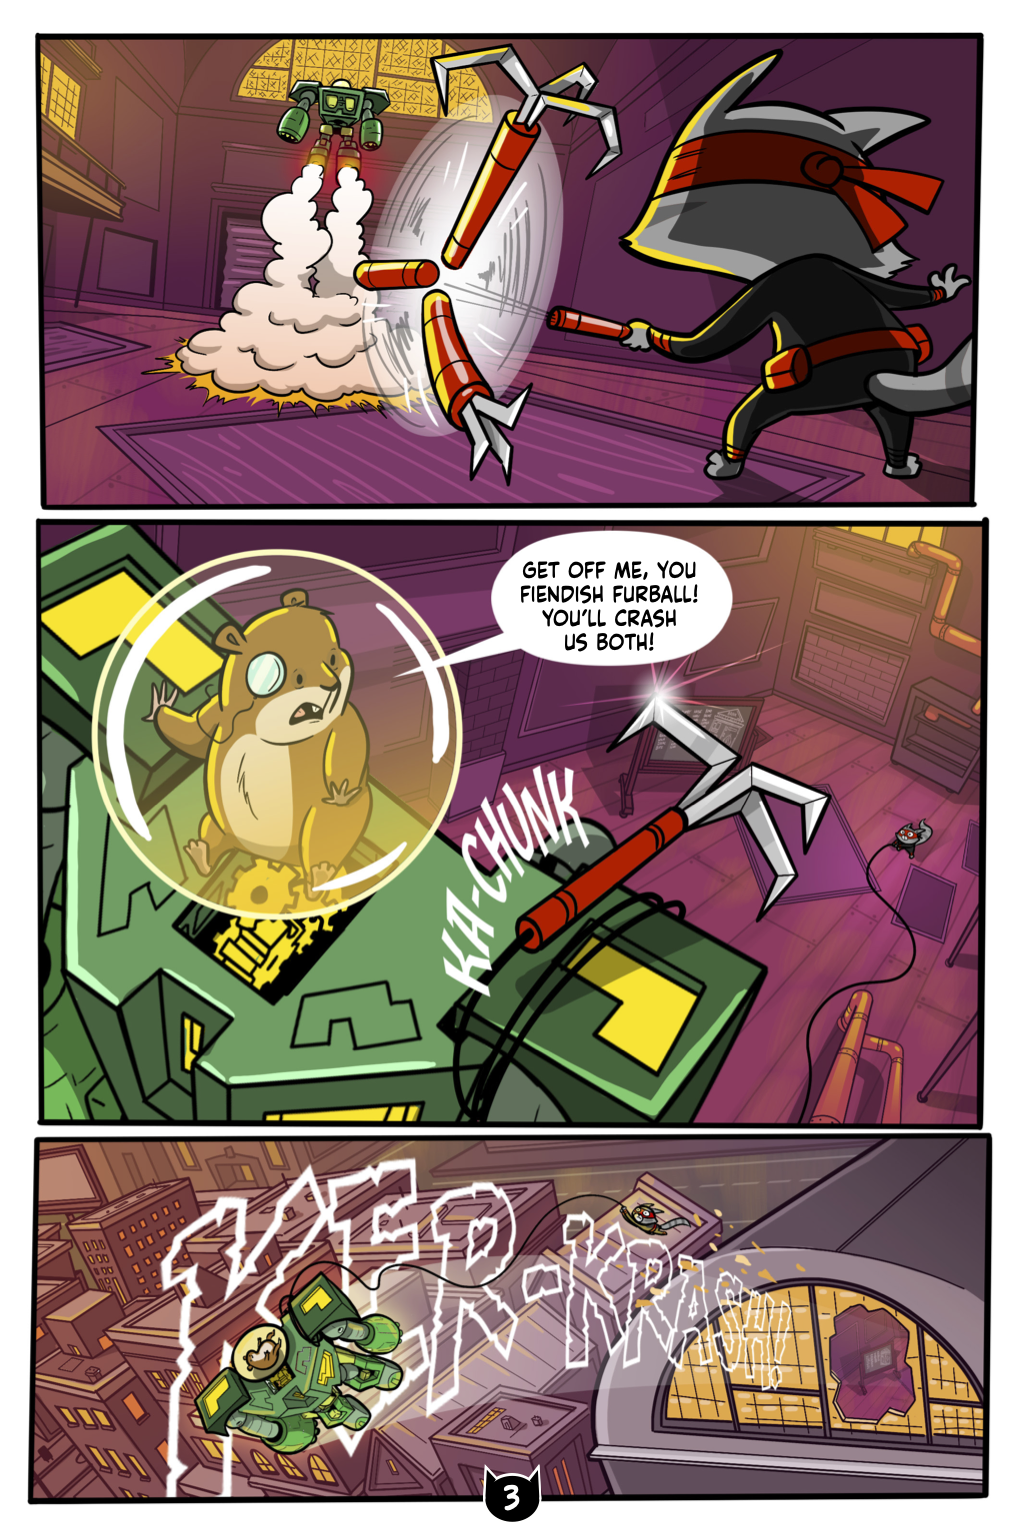 GET OFF ME, YOU
FIENDISH FURBALL!
YOU'LL CRASH
US BOTH!
KA-CHUNK
KER-KRASH!
3